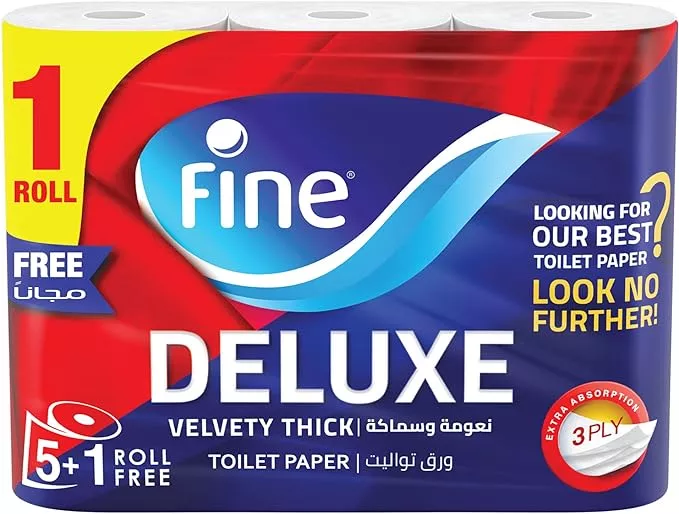 1
ROLL
FREE
مجاناً
fine®
LOOKING FOR
OUR BEST
TOILET PAPER
?
LOOK NO
FURTHER!
DELUXE
VELVETY THICK | نعومة وسماكة
TOILET PAPER | ورق تواليت
5+1 ROLL
FREE
EXTRA ABSORPTION
3 PLY